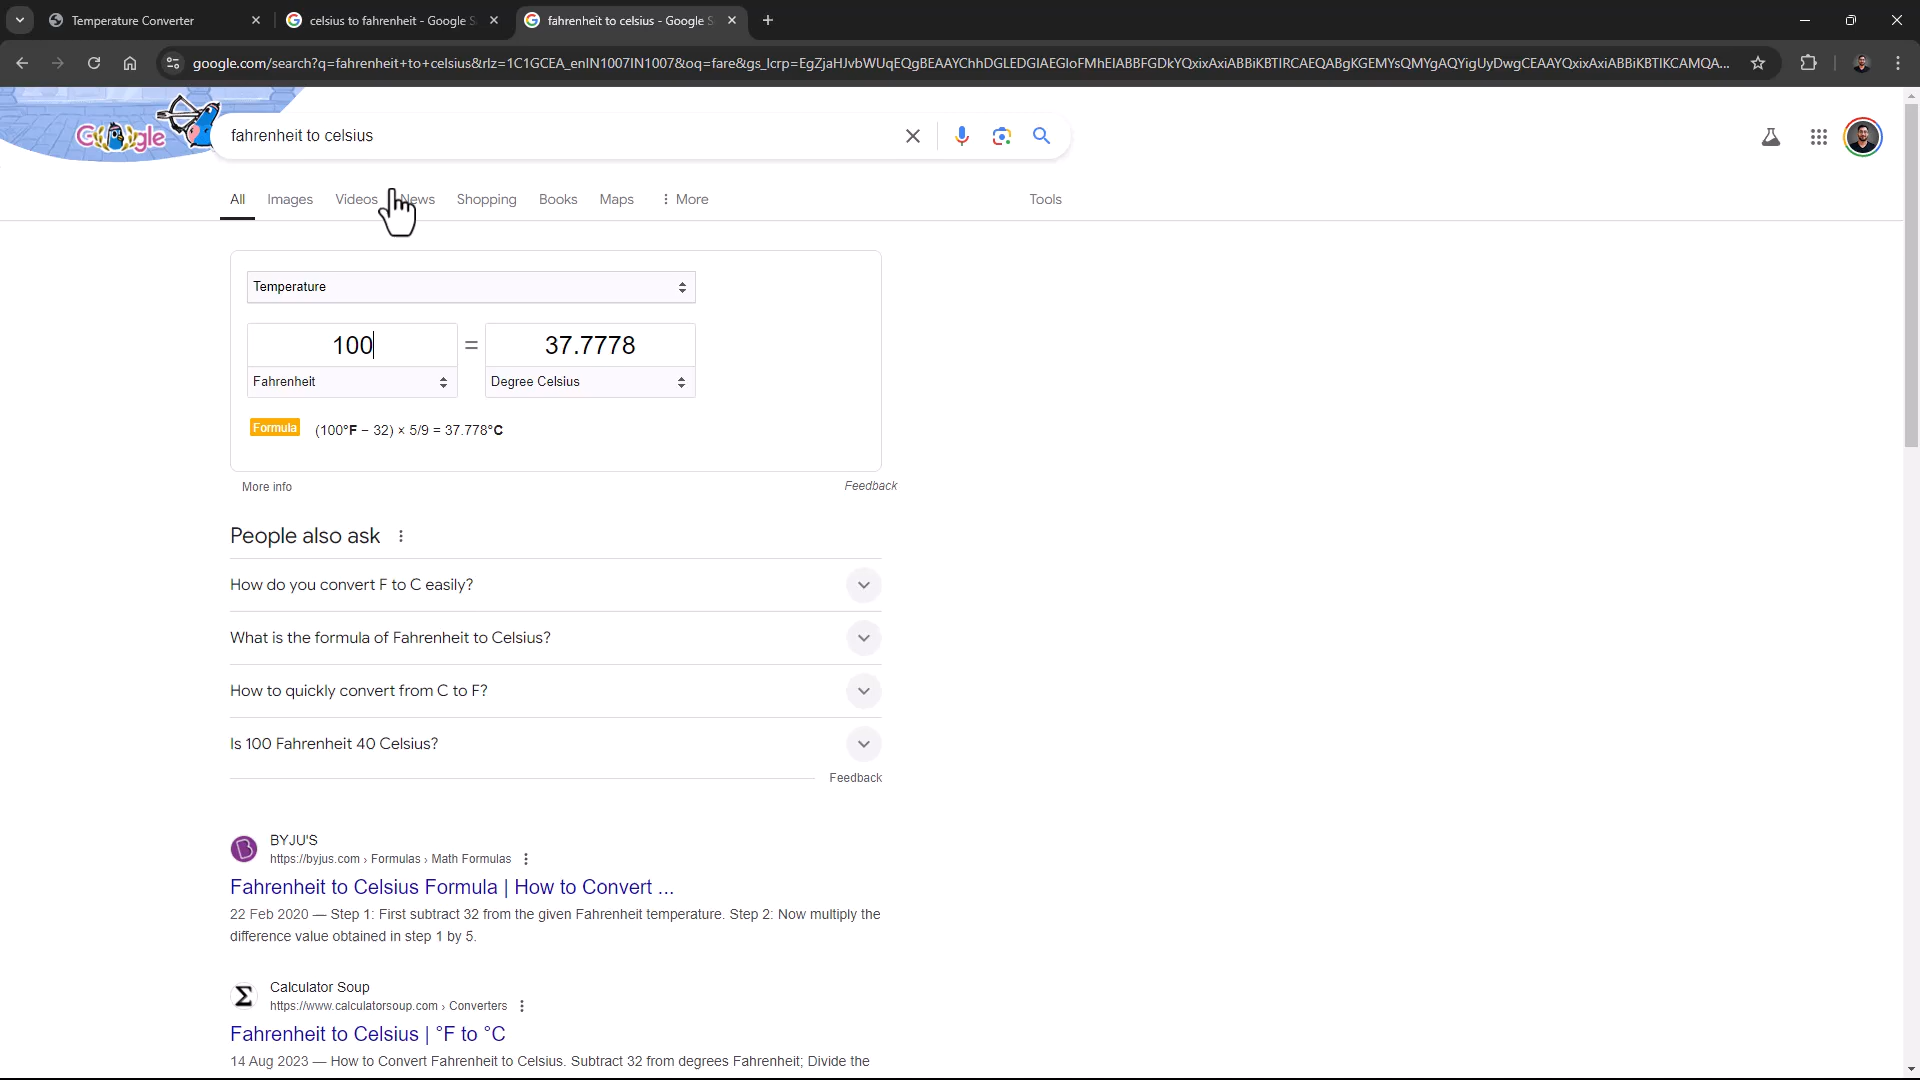 Temperature Converter
celsius to fahrenheit - Google S
fahrenheit to celsius - Google S
google.com/search?q=fahrenheit+to+celsius&rlz=1C1GCEA_enIN1007IN1007&oq=fare&gs_lcrp=EgZjaHJvbWUqEQgBEAAYChhDGLEDGIAEGIoFMhEIABBFGDkYQxixAxiABBiKBTIRCAEQABgKGEMYsQMYgAQYigUyDwgCEAAYQxixAxiABBiKBTIKCAMQA...
Google
fahrenheit to celsius
All
Images
Videos
News
Shopping
Books
Maps
More
Tools
Temperature
100
=
37.7778
Fahrenheit
Degree Celsius
Formula
(100°F − 32) × 5/9 = 37.778°C
More info
Feedback
People also ask
How do you convert F to C easily?
What is the formula of Fahrenheit to Celsius?
How to quickly convert from C to F?
Is 100 Fahrenheit 40 Celsius?
Feedback
BYJU'S
https://byjus.com › Formulas › Math Formulas
Fahrenheit to Celsius Formula | How to Convert ...
22 Feb 2020 — Step 1: First subtract 32 from the given Fahrenheit temperature. Step 2: Now multiply the
difference value obtained in step 1 by 5.
Calculator Soup
https://www.calculatorsoup.com › Converters
Fahrenheit to Celsius | °F to °C
14 Aug 2023 — How to Convert Fahrenheit to Celsius. Subtract 32 from degrees Fahrenheit; Divide the